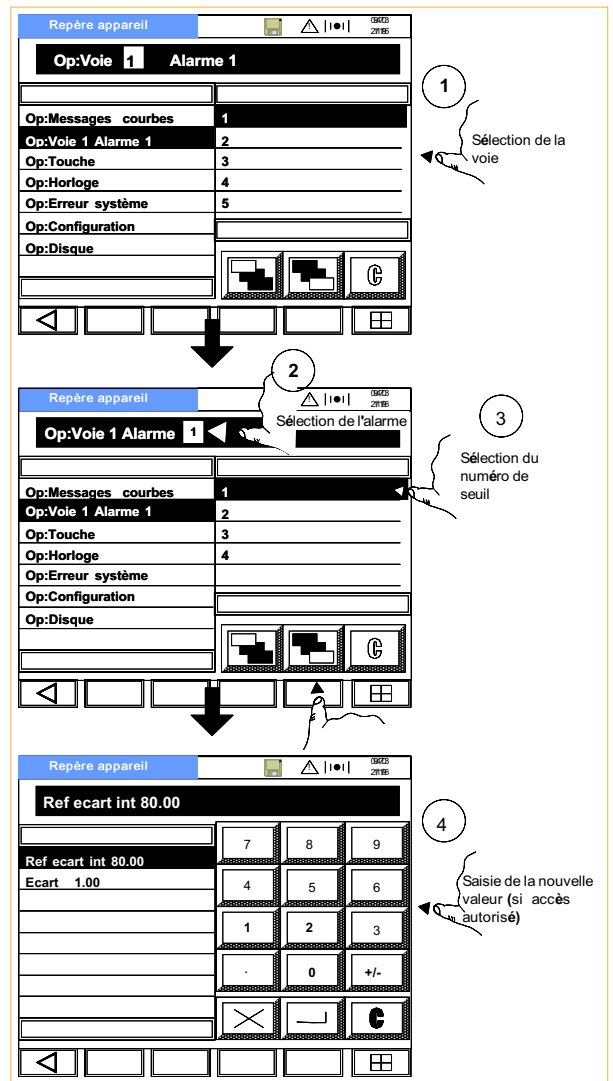 Repère appareil
Op:Voie 1 Alarme 1
1
Op:Messages courbes
1
Op:Voie 1 Alarme 1
2
Op:Touche
3
Op:Horloge
4
Op:Erreur système
5
Op:Configuration
Op:Disque
C
Sélection de la
voie
2
Repère appareil
Sélection de l'alarme
Op:Voie 1 Alarme 1
3
Sélection du
numéro de
seuil
Op:Messages courbes
1
Op:Voie 1 Alarme 1
2
Op:Touche
3
Op:Horloge
4
Op:Erreur système
Op:Configuration
Op:Disque
C
Repère appareil
Ref ecart int 80.00
4
7 8 9
Ref ecart int 80.00
Ecart 1.00
4 5 6
Saisie de la nouvelle
valeur (si accès
autorisé)
1 2 3
. 0 +/-
C